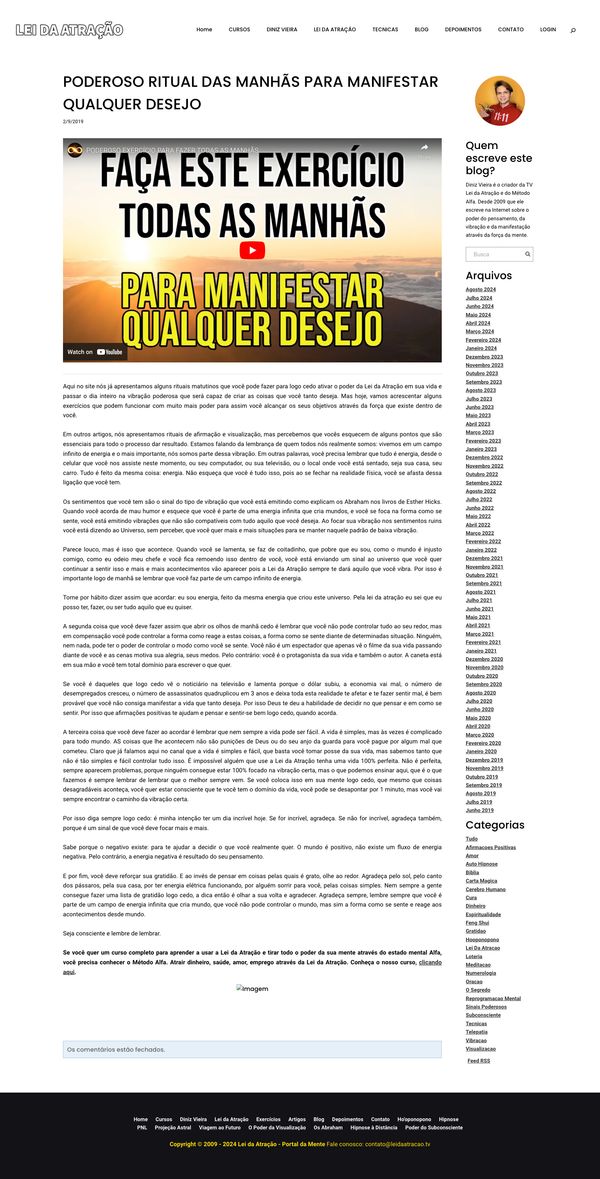 LEI DA ATRAÇÃO
Home CURSOS DINIZ VIEIRA LEI DA ATRAÇÃO TECNICAS BLOG DEPOIMENTOS CONTATO LOGIN
PODEROSO RITUAL DAS MANHÃS PARA MANIFESTAR
QUALQUER DESEJO
2/9/2019
PODEROSO EXERCÍCIO PARA FAZER TODAS AS MANHÃS
FAÇA ESTE EXERCÍCIO
TODAS AS MANHÃS
PARA MANIFESTAR
QUALQUER DESEJO
Watch on YouTube
Aqui no site nós já apresentamos alguns rituais matutinos que você pode fazer para logo cedo ativar o poder da Lei da Atração em sua vida e
passar o dia inteiro na vibração poderosa que será capaz de criar as coisas que você tanto deseja. Mas hoje, vamos acrescentar alguns
exercícios que podem funcionar com muito mais poder para assim você alcançar os seus objetivos através da força que existe dentro de
você.
Em outros artigos, nós apresentamos rituais de afirmação e visualização, mas percebemos que vocês esquecem de alguns pontos que são
essenciais para todo o processo dar resultado. Estamos falando da lembrança de quem todos nós realmente somos: vivemos em um campo
infinito de energia e o mais importante, nós somos parte dessa vibração. Em outras palavras, você precisa lembrar que tudo é energia, desde o
celular que você nos assiste neste momento, ou seu computador, ou sua televisão, ou o local onde você está sentado, seja sua casa, seu
carro. Tudo é feito da mesma coisa: energia. Não esqueça que você é tudo isso, pois ao se fechar na realidade física, você se afasta dessa
ligação que você tem.
Os sentimentos que você têm são o sinal do tipo de vibração que você está emitindo como explicam os Abraham nos livros de Esther Hicks.
Quando você acorda de mau humor e esquece que você é parte de uma energia infinita que cria mundos, e você se foca na forma como se
sente, você está emitindo vibrações que não são compatíveis com tudo aquilo que você deseja. Ao focar sua vibração nos sentimentos ruins
você está dizendo ao Universo, sem perceber, que você quer mais e mais situações para se manter naquele padrão de baixa vibração.
Parece louco, mas é isso que acontece. Quando você se lamenta, se faz de coitadinho, que pobre que eu sou, como o mundo é injusto
comigo, como eu odeio meu chefe e você fica remoendo isso dentro de você, você está enviando um sinal ao universo que você quer
continuar a sentir isso e mais e mais acontecimentos vão aparecer pois a Lei da Atração sempre te dará aquilo que você vibra. Por isso é
importante logo de manhã se lembrar que você faz parte de um campo infinito de energia.
Tome por hábito dizer assim que acordar: eu sou energia, feito da mesma energia que criou este universo. Pela lei da atração eu sei que eu
posso ter, fazer, ou ser tudo aquilo que eu quiser.
A segunda coisa que você deve fazer assim que abrir os olhos de manhã cedo é lembrar que você não pode controlar tudo ao seu redor, mas
em compensação você pode controlar a forma como reage a estas coisas, a forma como se sente diante de determinadas situação. Ninguém,
nem nada, pode ter o poder de controlar o modo como você se sente. Você não é um espectador que apenas vê o filme da sua vida passando
diante de você e as cenas motiva sua alegria, seus medos. Pelo contrário: você é o protagonista da sua vida e também o autor. A caneta está
em sua mão e você tem total domínio para escrever o que quer.
Se você é daqueles que logo cedo vê o noticiário na televisão e lamenta porque o dólar subiu, a economia vai mal, o número de
desempregados cresceu, o número de assassinatos quadruplicou em 3 anos e deixa toda esta realidade te afetar e te fazer sentir mal, é bem
provável que você não consiga manifestar a vida que tanto deseja. Por isso Deus te deu a habilidade de decidir no que pensar e em como se
sentir. Por isso que afirmações positivas te ajudam e pensar e sentir-se bem logo cedo, quando acorda.
A terceira coisa que você deve fazer ao acordar é lembrar que nem sempre a vida pode ser fácil. A vida é simples, mas às vezes é complicado
para todo mundo. AS coisas que lhe acontecem não são punições de Deus ou do seu anjo da guarda para você pague por algum mal que
cometeu. Claro que já falamos aqui no canal que a vida é simples e fácil, que basta você tomar posse da sua vida, mas sabemos tanto que
não é tão simples e fácil controlar tudo isso. É impossível alguém que use a Lei da Atração tenha uma vida 100% perfeita. Não é perfeita,
sempre aparecem problemas, porque ninguém consegue estar 100% focado na vibração certa, mas o que podemos ensinar aqui, que é o que
fazemos é sempre lembrar de lembrar que o melhor sempre vem. Se você coloca isso em sua mente logo cedo, que mesmo que coisas
desagradáveis aconteça, você quer estar consciente que te você tem o domínio da vida, você pode se desapontar por 1 minuto, mas você vai
sempre encontrar o caminho da vibração certa.
Por isso diga sempre logo cedo: é minha intenção ter um dia incrível hoje. Se for incrível, agradeça. Se não for incrível, agradeça também,
porque é um sinal de que você deve focar mais e mais.
Sabe porque o negativo existe: para te ajudar a decidir o que você realmente quer. O mundo é positivo, não existe um fluxo de energia
negativa. Pelo contrario, a energia negativa é resultado do seu pensamento.
E por fim, você deve reforçar sua gratidão. E ao invés de pensar em coisas pelas quais é grato, olhe ao redor. Agradeça pelo sol, pelo canto
dos pássaros, pela sua casa, por ter energia elétrica funcionando, por alguém sorrir para você, pelas coisas simples. Nem sempre a gente
consegue fazer uma lista de gratidão logo cedo, a dica então é olhar a sua volta e agradecer. Agradeça sempre, lembre sempre que você é
parte de um campo de energia infinita que cria mundo, que você não pode controlar o mundo, mas sim a forma como se sente e reage aos
acontecimentos desde mundo.
Seja consciente e lembre de lembrar.
Se você quer um curso completo para aprender a usar a Lei da Atração e tirar todo o poder da sua mente através do estado mental Alfa,
você precisa conhecer o Método Alfa. Atrair dinheiro, saúde, amor, emprego através da Lei da Atração. Conheça o nosso curso, clicando
aqui.
Imagem
Os comentários estão fechados.
11:11
Quem
escreve este
blog?
Diniz Vieira é o criador da TV
Lei da Atração e do Método
Alfa. Desde 2009 que ele
escreve na Internet sobre o
poder do pensamento, da
vibração e da manifestação
através da força da mente.
Busca
Arquivos
Agosto 2024
Julho 2024
Junho 2024
Maio 2024
Abril 2024
Março 2024
Fevereiro 2024
Janeiro 2024
Dezembro 2023
Novembro 2023
Outubro 2023
Setembro 2023
Agosto 2023
Julho 2023
Junho 2023
Maio 2023
Abril 2023
Março 2023
Fevereiro 2023
Janeiro 2023
Dezembro 2022
Novembro 2022
Outubro 2022
Setembro 2022
Agosto 2022
Julho 2022
Junho 2022
Maio 2022
Abril 2022
Março 2022
Fevereiro 2022
Janeiro 2022
Dezembro 2021
Novembro 2021
Outubro 2021
Setembro 2021
Agosto 2021
Julho 2021
Junho 2021
Maio 2021
Abril 2021
Março 2021
Fevereiro 2021
Janeiro 2021
Dezembro 2020
Novembro 2020
Outubro 2020
Setembro 2020
Agosto 2020
Julho 2020
Junho 2020
Maio 2020
Abril 2020
Março 2020
Fevereiro 2020
Janeiro 2020
Dezembro 2019
Novembro 2019
Outubro 2019
Setembro 2019
Agosto 2019
Julho 2019
Junho 2019
Categorias
Tudo
Afirmacoes Positivas
Amor
Auto Hipnose
Biblia
Carta Magica
Cerebro Humano
Cura
Dinheiro
Espiritualidade
Feng Shui
Gratidao
Hooponopono
Lei Da Atracao
Loteria
Meditacao
Numerologia
Oracao
O Segredo
Reprogramacao Mental
Sinais Poderosos
Subconsciente
Tecnicas
Telepatia
Vibracao
Visualizacao
Feed RSS
Home Cursos Diniz Vieira Lei da Atração Exercícios Artigos Blog Depoimentos Contato Ho'oponopono Hipnose
PNL Projeção Astral Viagem ao Futuro O Poder da Visualização Os Abraham Hipnose à Distância Poder do Subconsciente
Copyright © 2009 - 2024 Lei da Atração - Portal da Mente Fale conosco: contato@leidaatracao.tv